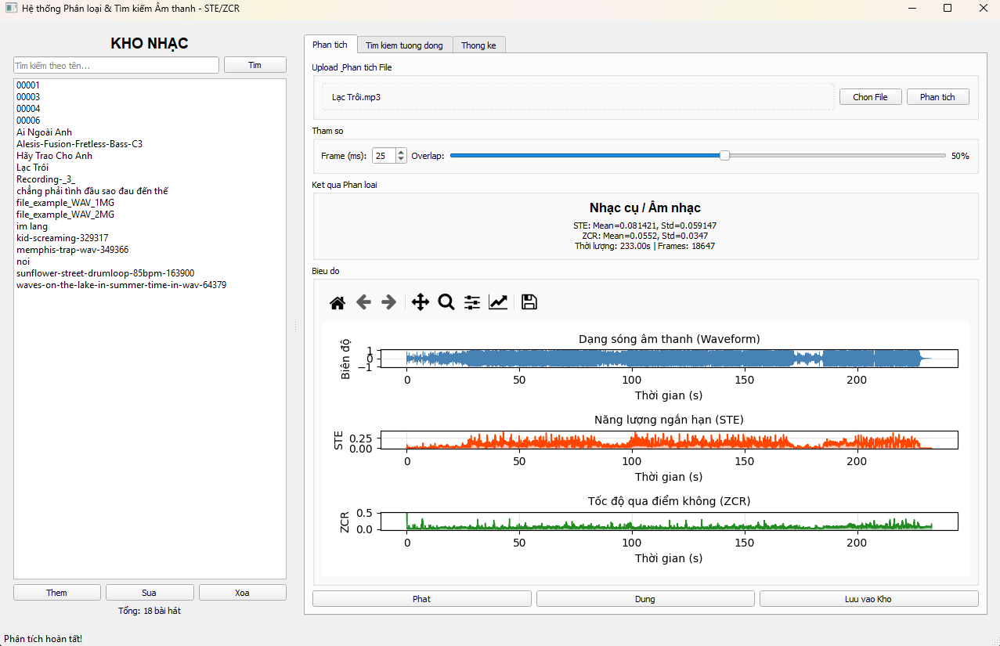 Hệ thống Phân loại & Tìm kiếm Âm thanh - STE/ZCR
KHO NHẠC
Tìm kiếm theo tên...
Tim
00001
00003
00004
00006
Ai Ngoài Anh
Alesis-Fusion-Fretless-Bass-C3
Hãy Trao Cho Anh
Lạc Trôi
Recording-_3_
chẳng phải tình đầu sao đau đến thế
file_example_WAV_1MG
file_example_WAV_2MG
im lang
kid-screaming-329317
memphis-trap-wav-349366
noi
sunflower-street-drumloop-85bpm-163900
waves-on-the-lake-in-summer-time-in-wav-64379
Them
Sua
Xoa
Tổng: 18 bài hát
Phân tích hoàn tất!
Phan tich
Tim kiem tuong dong
Thong ke
Upload _Phan tich File
Lạc Trôi.mp3
Chon File
Phan tich
Tham so
Frame (ms):
25
Overlap:
50%
Ket qua Phan loai
Nhạc cụ / Âm nhạc
STE: Mean=0.081421, Std=0.059147
ZCR: Mean=0.0552, Std=0.0347
Thời lượng: 233.00s | Frames: 18647
Bieu do
Dạng sóng âm thanh (Waveform)
Biên độ
1
0
−1
0
50
100
150
200
Thời gian (s)
Năng lượng ngắn hạn (STE)
STE
0.25
0.00
0
50
100
150
200
Thời gian (s)
Tốc độ qua điểm không (ZCR)
ZCR
0.5
0.0
0
50
100
150
200
Thời gian (s)
Phat
Dung
Luu vao Kho